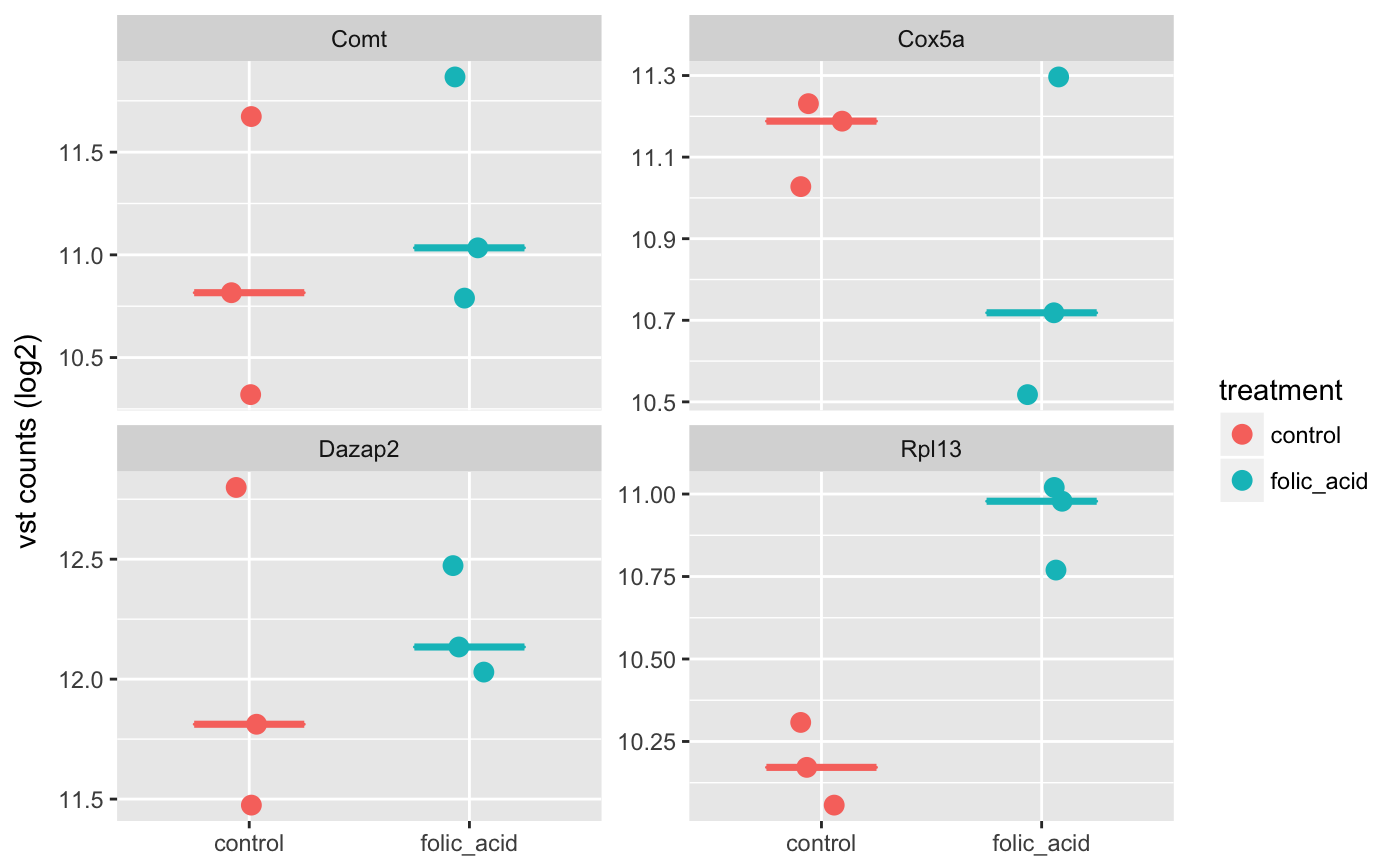 Comt
Cox5a
11.5
11.0
10.5
11.3
11.1
10.9
10.7
10.5
vst counts (log2)
Dazap2
Rpl13
12.5
12.0
11.5
11.00
10.75
10.50
10.25
control
folic_acid
control
folic_acid
treatment
control
folic_acid